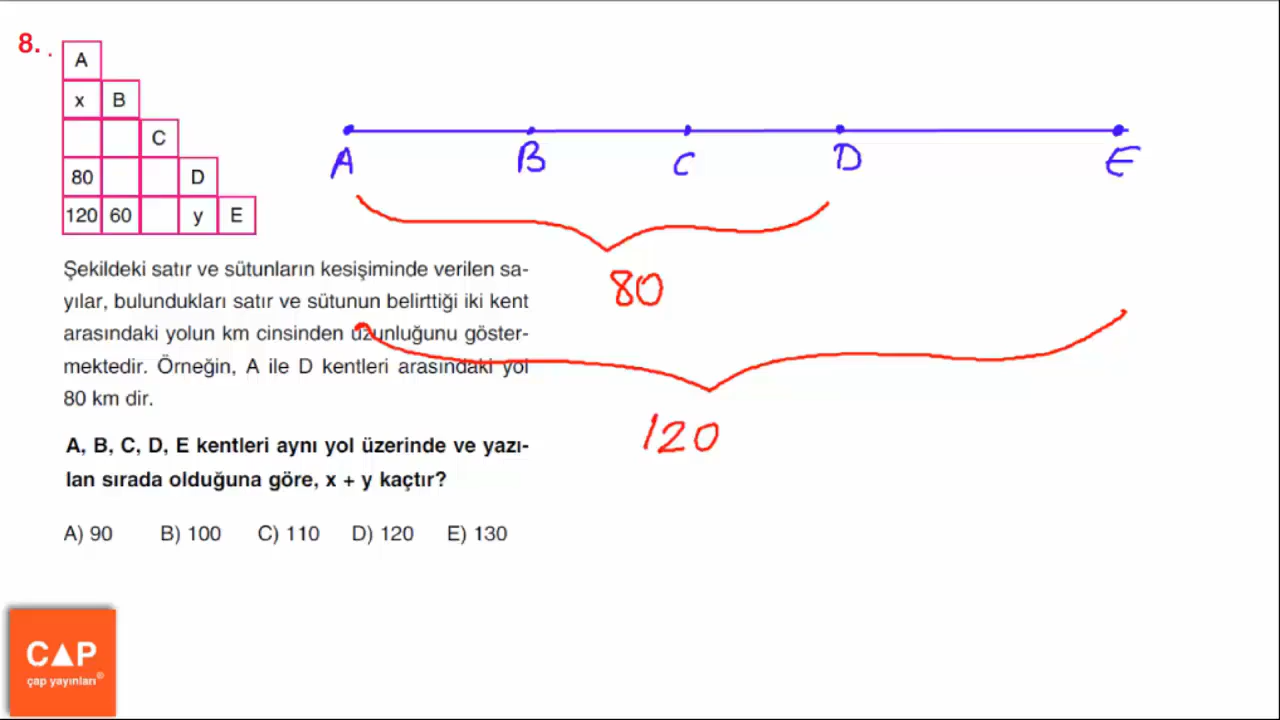 8.
A
x B
C
80 D
120 60 y E
A B C D E
80
120
Şekildeki satır ve sütunların kesişiminde verilen sa-
yılar, bulundukları satır ve sütunun belirttiği iki kent
arasındaki yolun km cinsinden uzunluğunu göster-
mektedir. Örneğin, A ile D kentleri arasındaki yol
80 km dir.
A, B, C, D, E kentleri aynı yol üzerinde ve yazı-
lan sırada olduğuna göre, x + y kaçtır?
A) 90 B) 100 C) 110 D) 120 E) 130
CAP
çap yayınları©